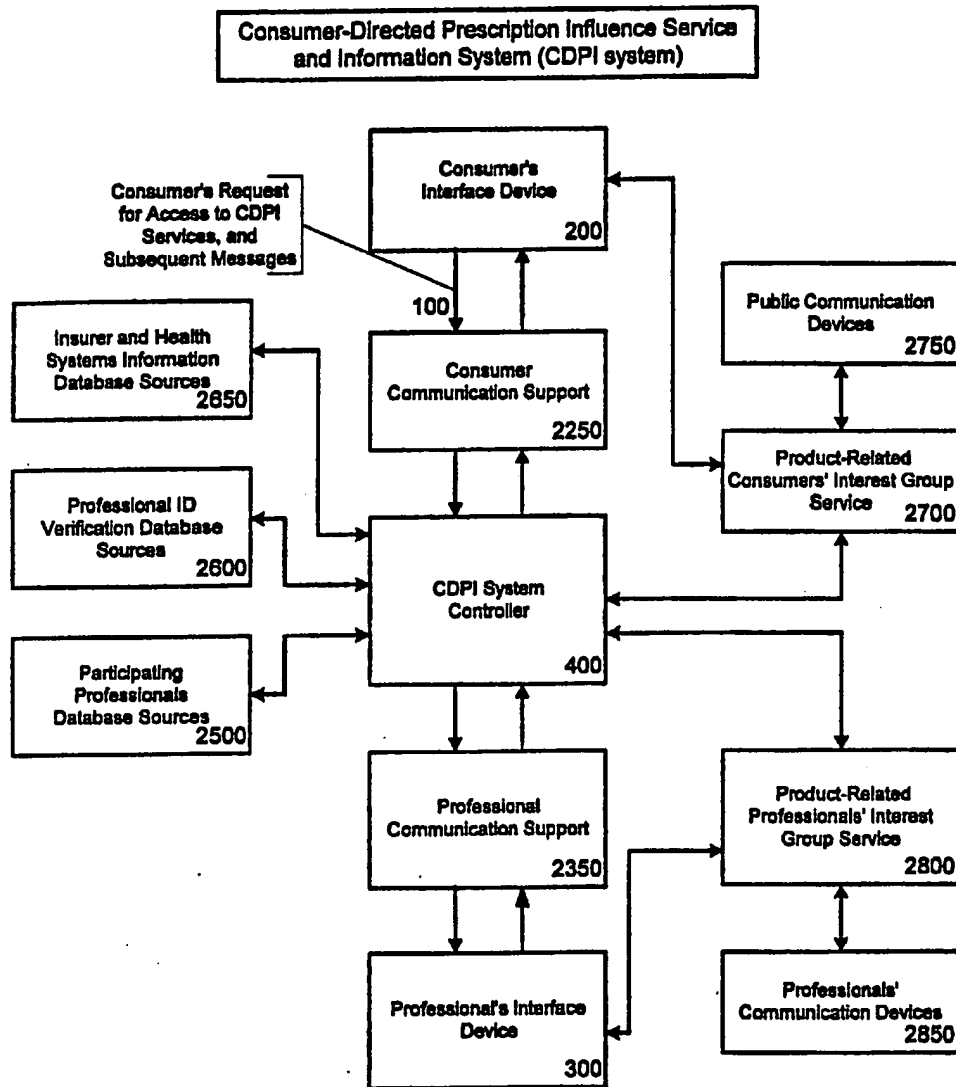 Consumer-Directed Prescription Influence Service
and Information System (CDPI system)
Consumer's
Interface Device
200
Consumer's Request
for Access to CDPI
Services, and
Subsequent Messages
100
Insurer and Health
Systems Information
Database Sources
2650
Consumer
Communication Support
2250
Public Communication
Devices
2750
Product-Related
Consumers' Interest Group
Service
2700
Professional ID
Verification Database
Sources
2600
CDPI System
Controller
400
Participating
Professionals
Database Sources
2500
Professional
Communication Support
2350
Product-Related
Professionals' Interest
Group Service
2800
Professional's Interface
Device
300
Professionals'
Communication Devices
2850